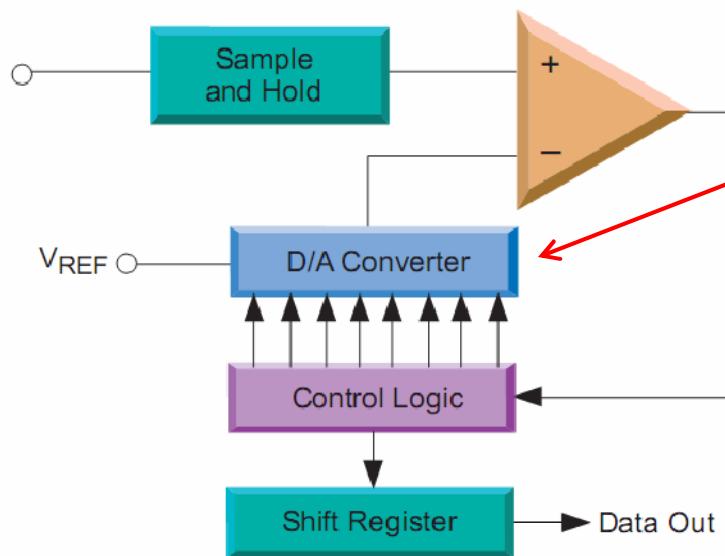 Sample
and Hold
+
−
VREF
D/A Converter
Control Logic
Shift Register
Data Out